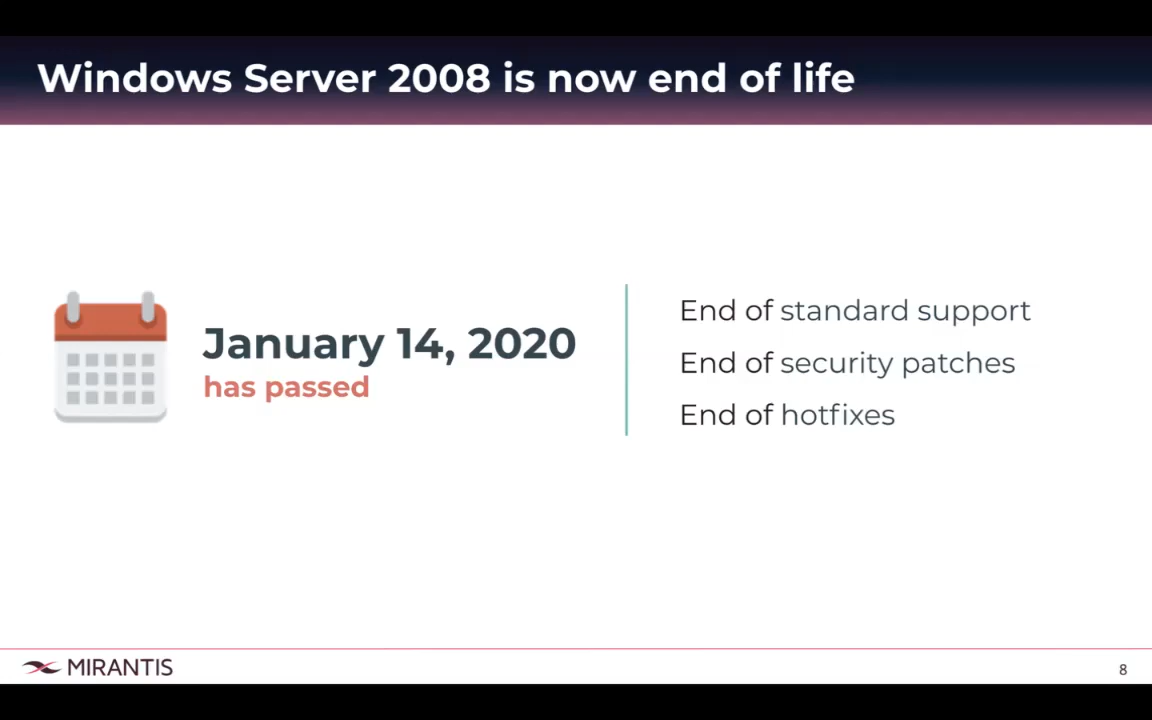 Windows Server 2008 is now end of life
January 14, 2020
has passed
End of standard support
End of security patches
End of hotfixes
MIRANTIS
8